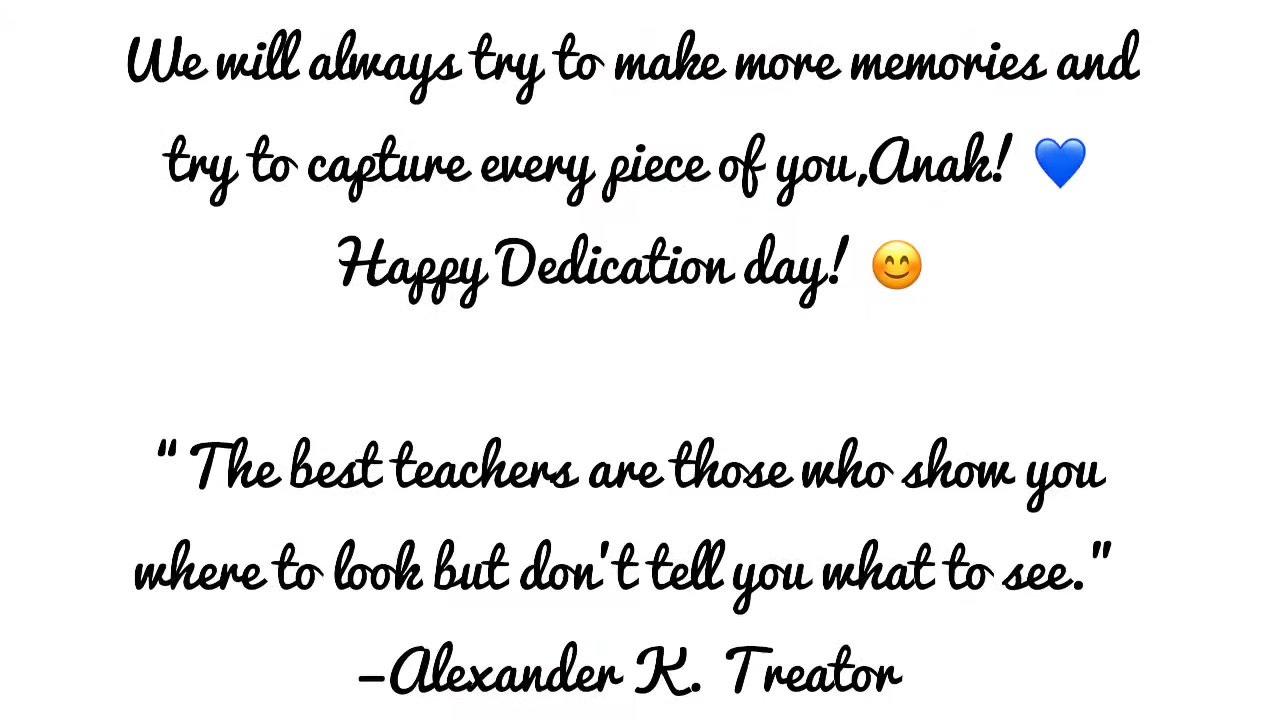 We will always try to make more memories and
try to capture every piece of you,Anak! 💙
Happy Dedication day! 😊
" The best teachers are those who show you
where to look but don't tell you what to see."
-Alexander K. Treator